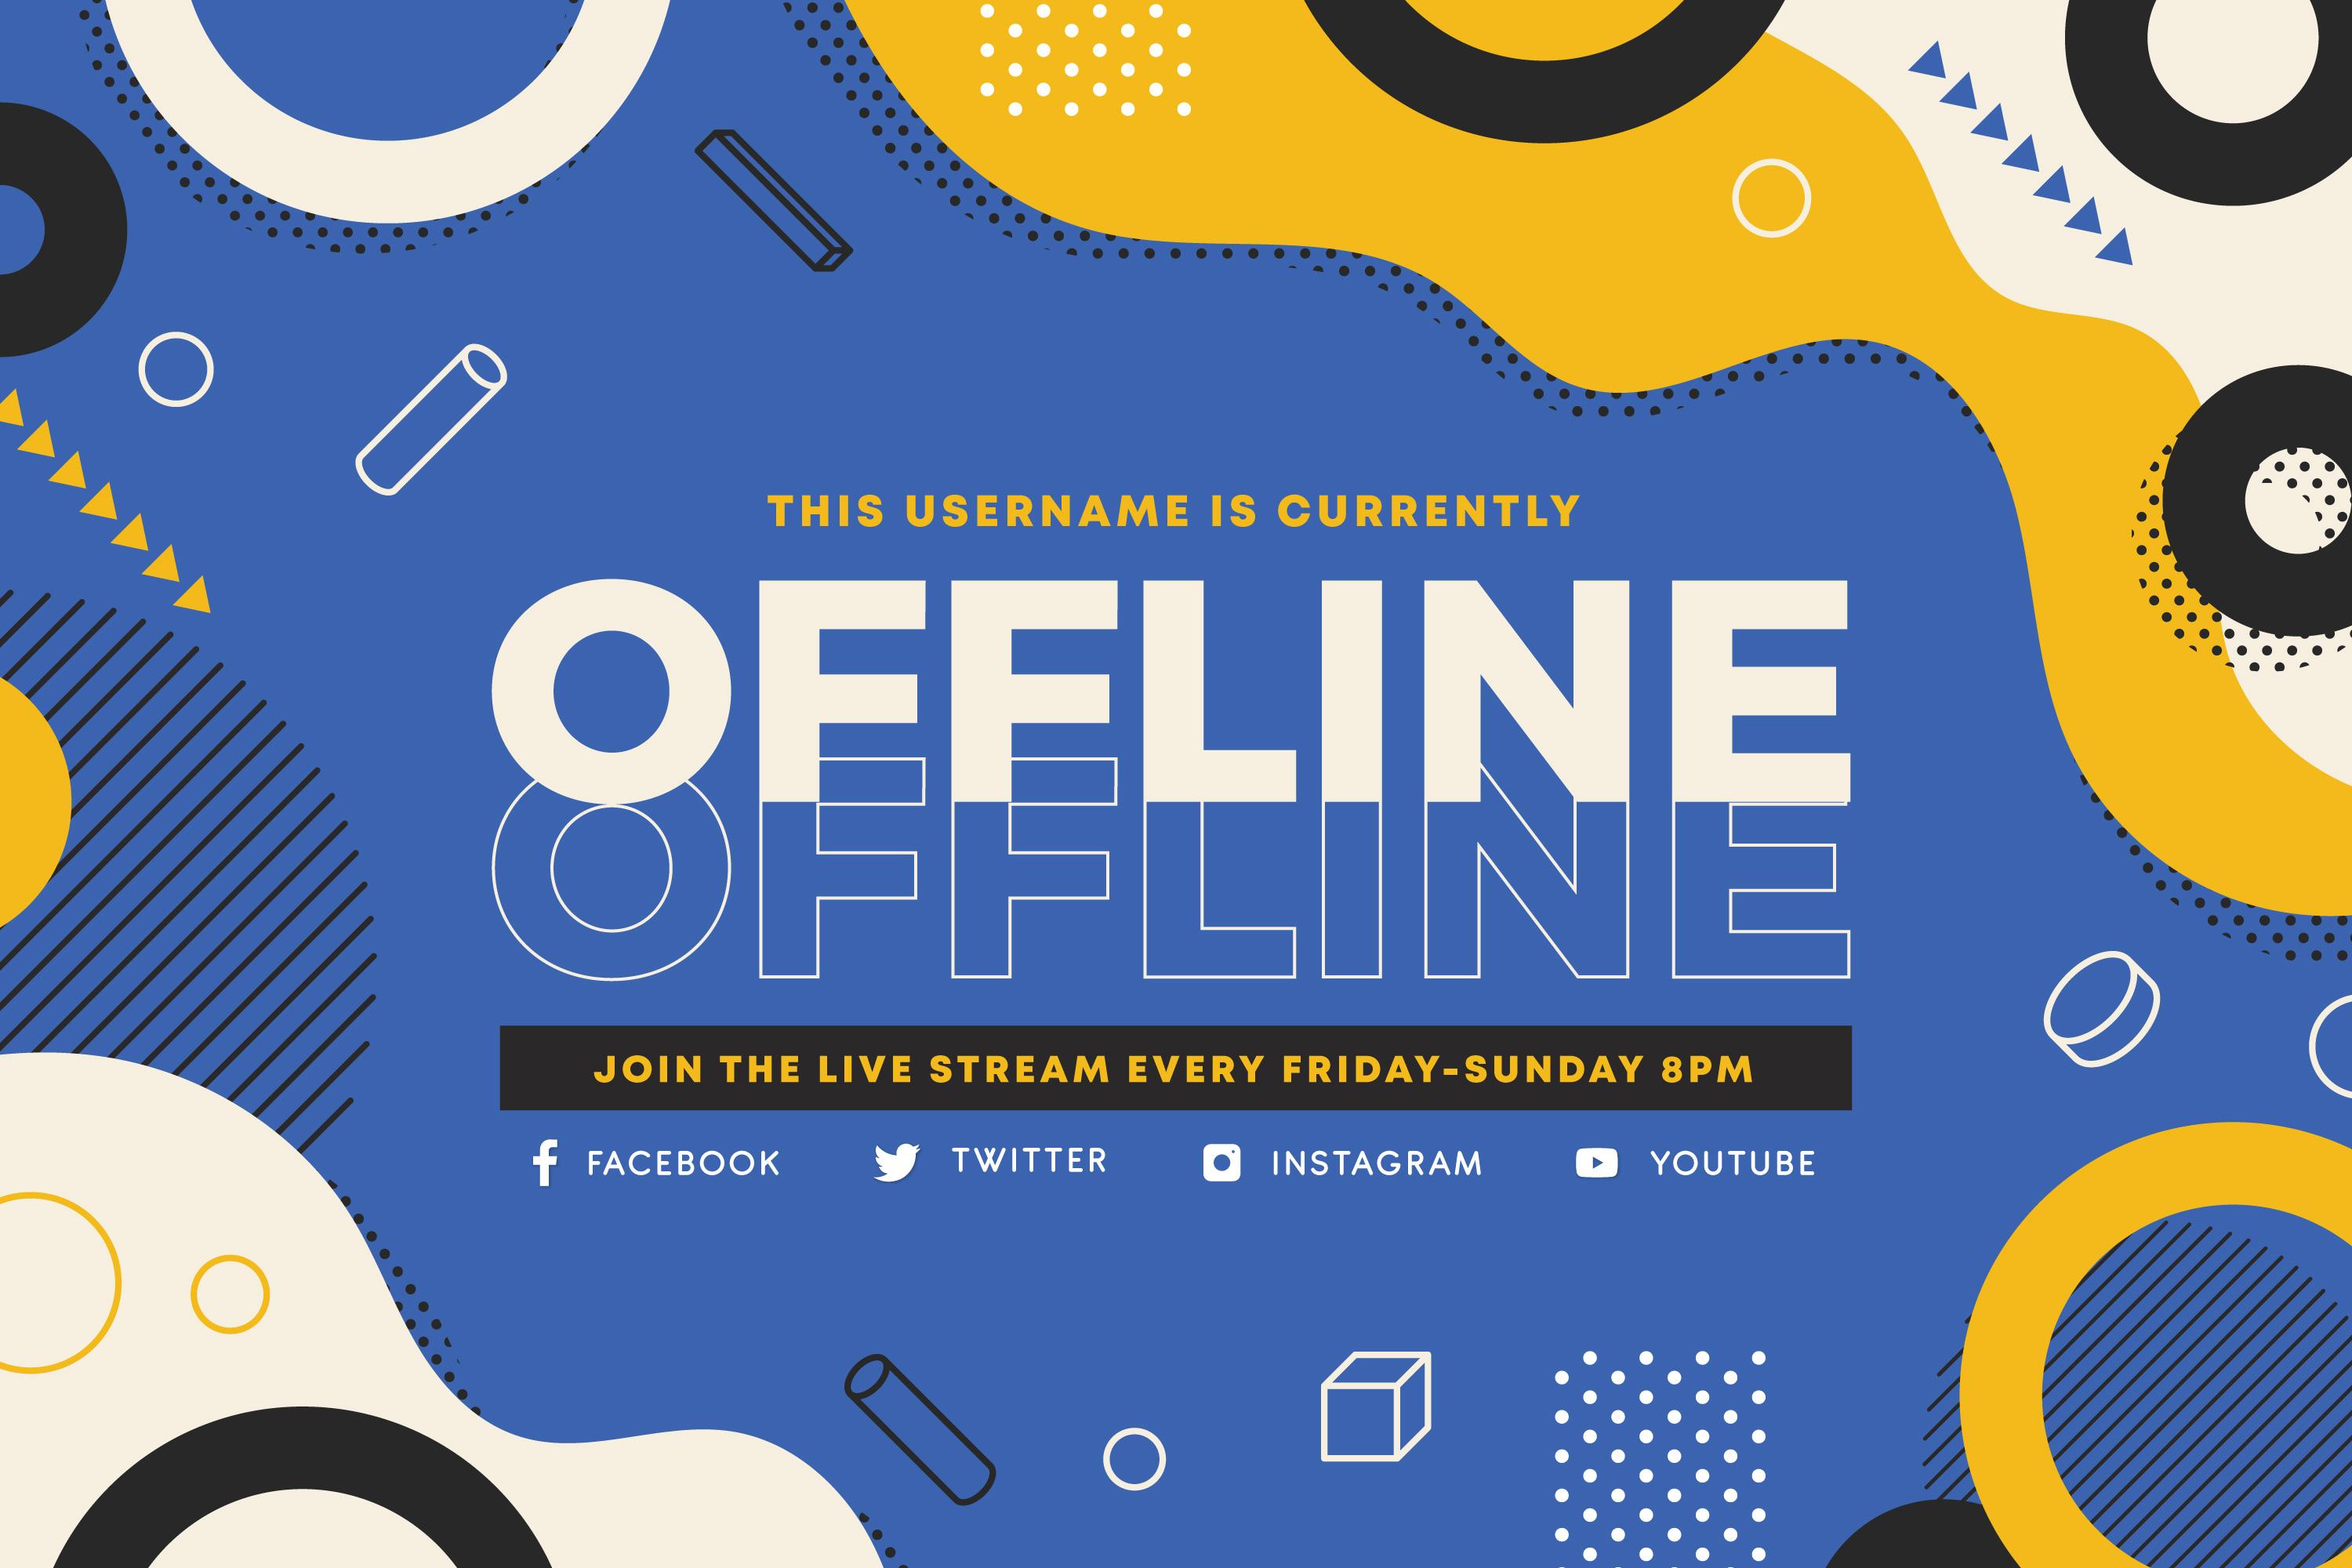 THIS USERNAME IS CURRENTLY
OFFLINE
OFFLINE
JOIN THE LIVE STREAM EVERY FRIDAY-SUNDAY 8PM
FACEBOOK TWITTER INSTAGRAM YOUTUBE